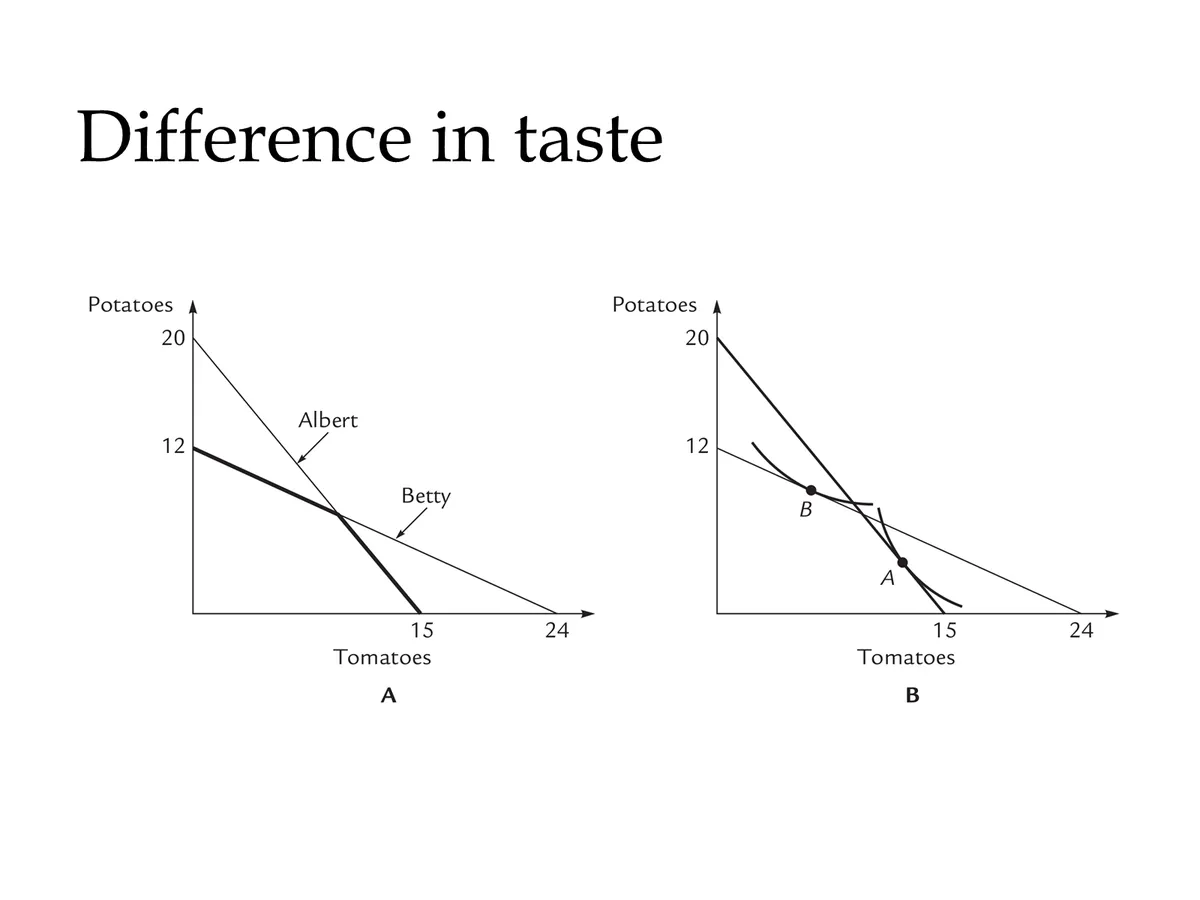 Difference in taste
Potatoes
20
12
Albert
Betty
15
24
Tomatoes
A
Potatoes
20
12
B
A
15
24
Tomatoes
B